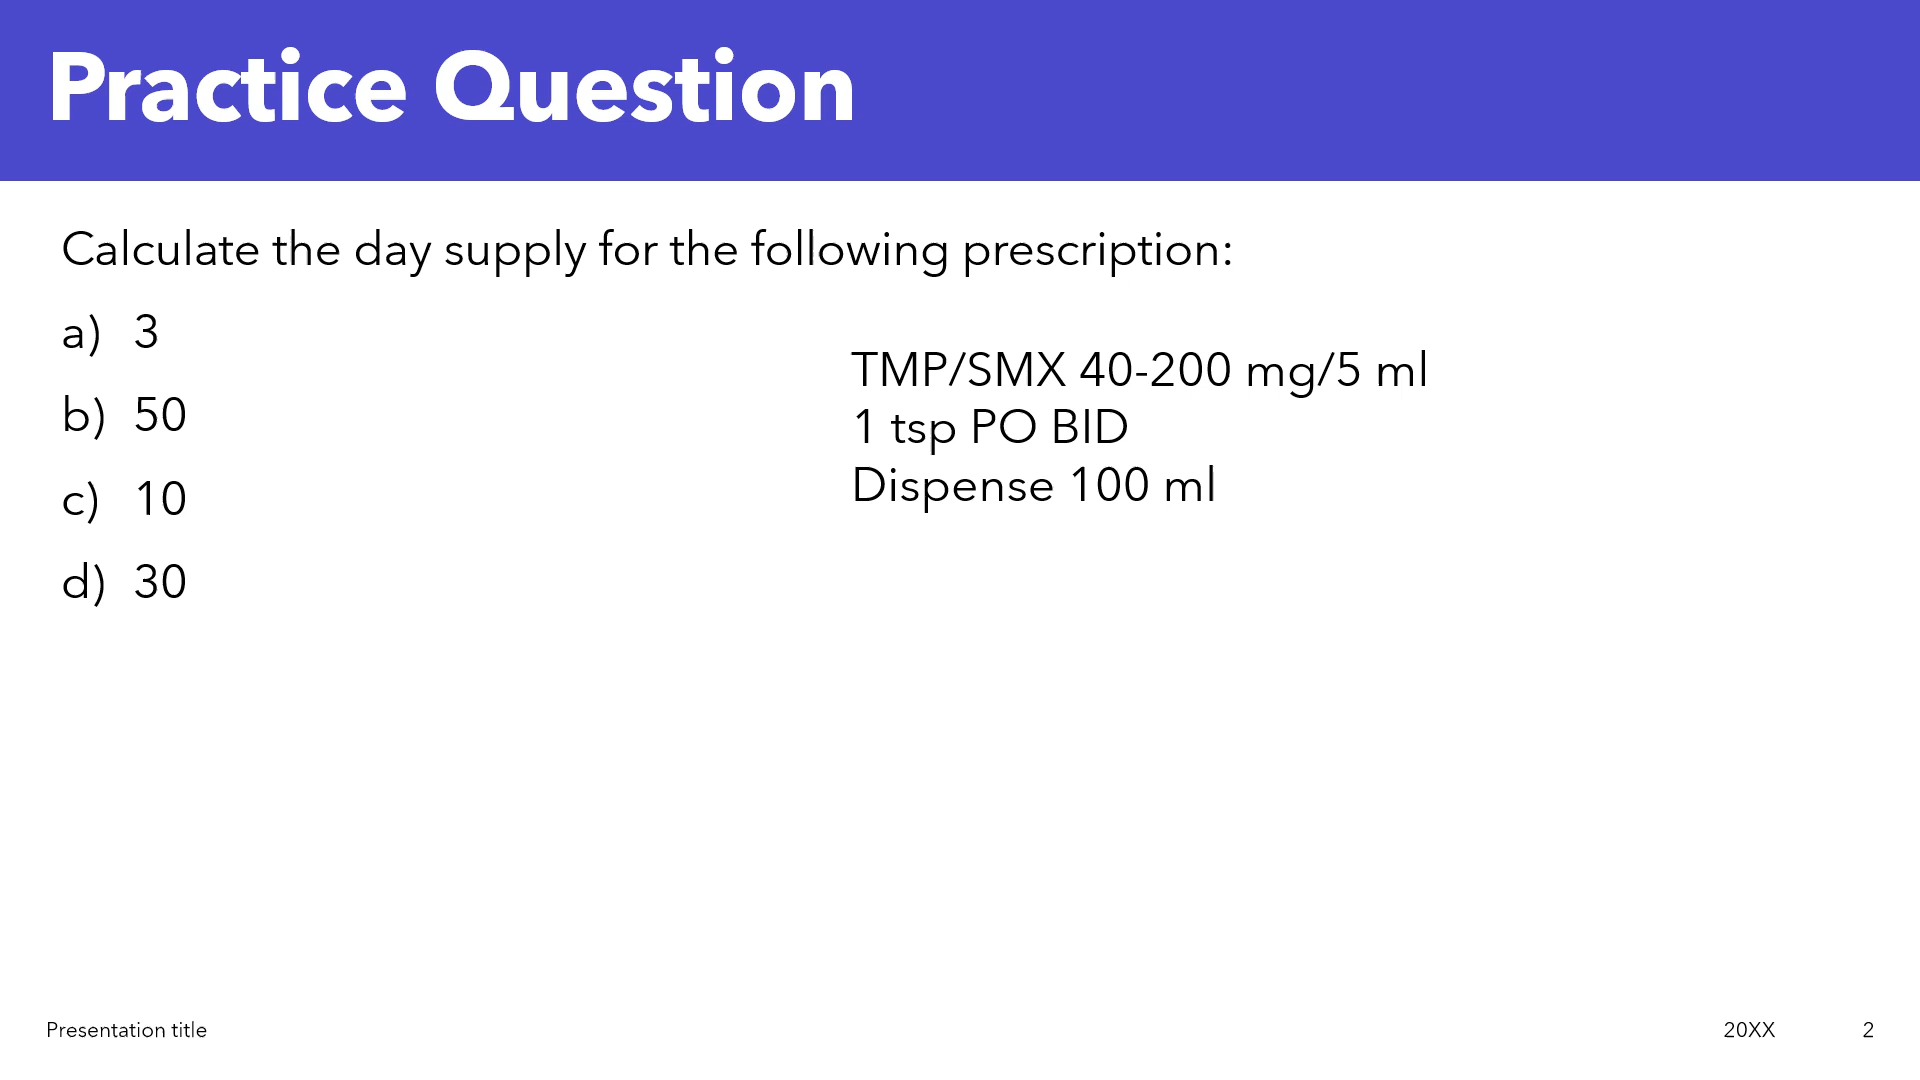 Practice Question
Calculate the day supply for the following prescription:
a) 3
b) 50
c) 10
d) 30
TMP/SMX 40-200 mg/5 ml
1 tsp PO BID
Dispense 100 ml
Presentation title
20XX
2